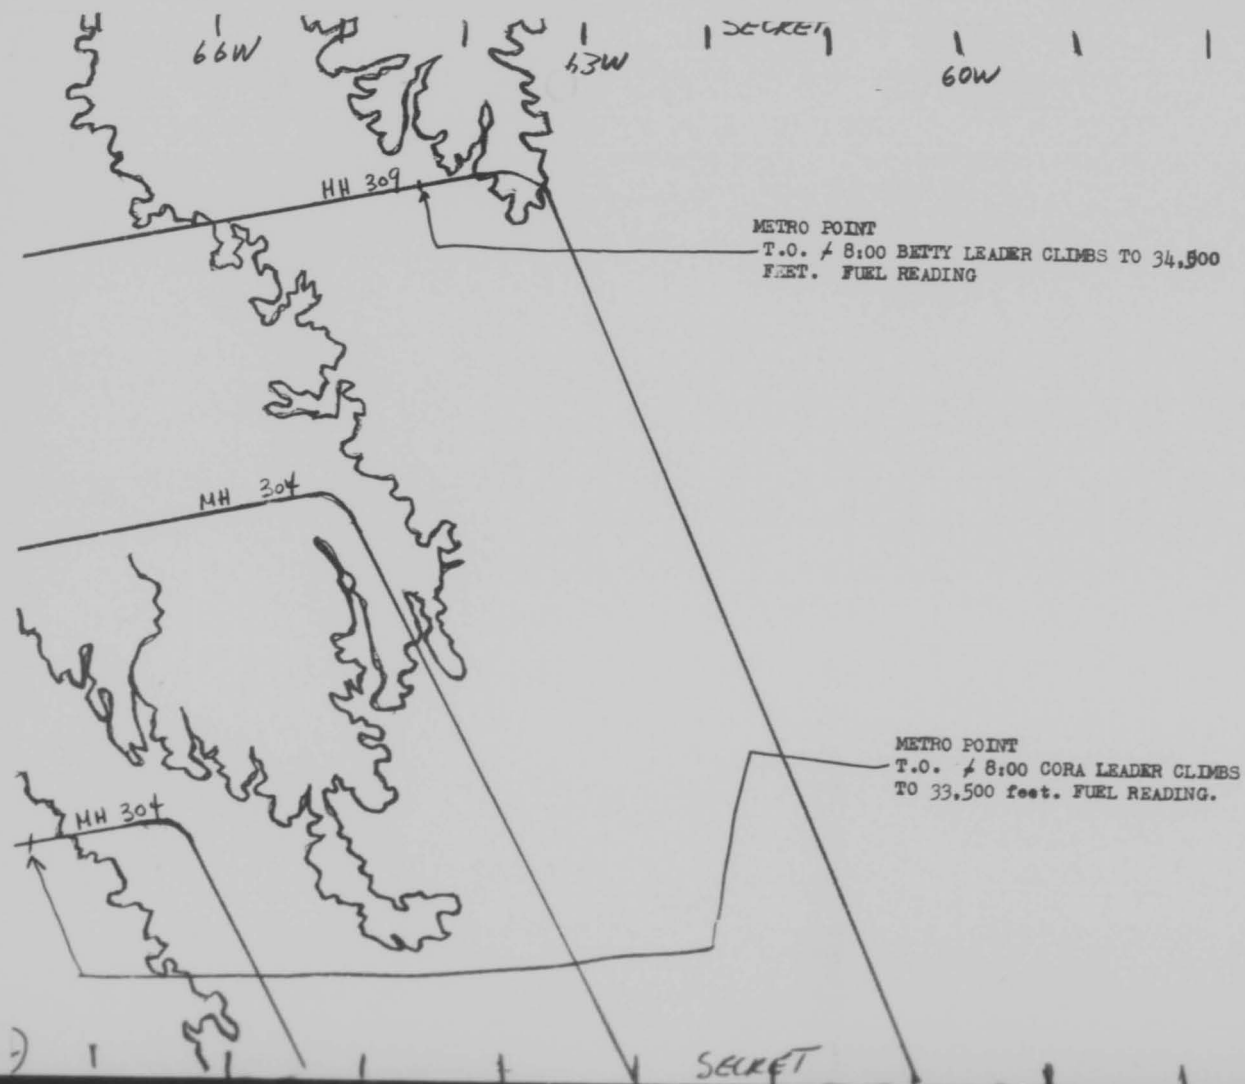 SECRET
66W
63W
60W
MH 309
METRO POINT
T.O. ≠ 8:00 BETTY LEADER CLIMBS TO 34,500
FEET. FUEL READING
MH 304
METRO POINT
T.O. ≠ 8:00 CORA LEADER CLIMBS
TO 33,500 feet. FUEL READING.
MH 304
SECRET